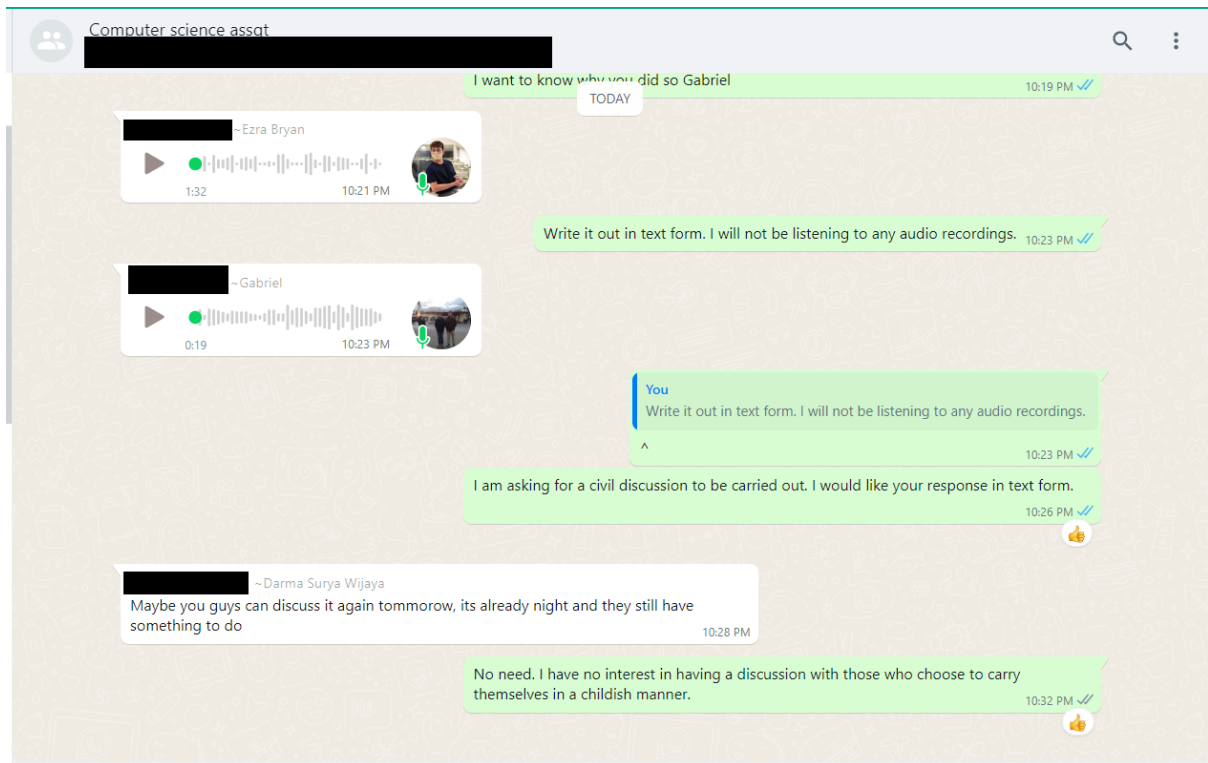 Computer science assgt
I want to know why you did so Gabriel
10:19 PM
TODAY
~Ezra Bryan
1:32
10:21 PM
Write it out in text form. I will not be listening to any audio recordings.
10:23 PM
~Gabriel
0:19
10:23 PM
You
Write it out in text form. I will not be listening to any audio recordings.
^
10:23 PM
I am asking for a civil discussion to be carried out. I would like your response in text form.
10:26 PM
~Darma Surya Wijaya
Maybe you guys can discuss it again tommorow, its already night and they still have
something to do
10:28 PM
No need. I have no interest in having a discussion with those who choose to carry
themselves in a childish manner.
10:32 PM